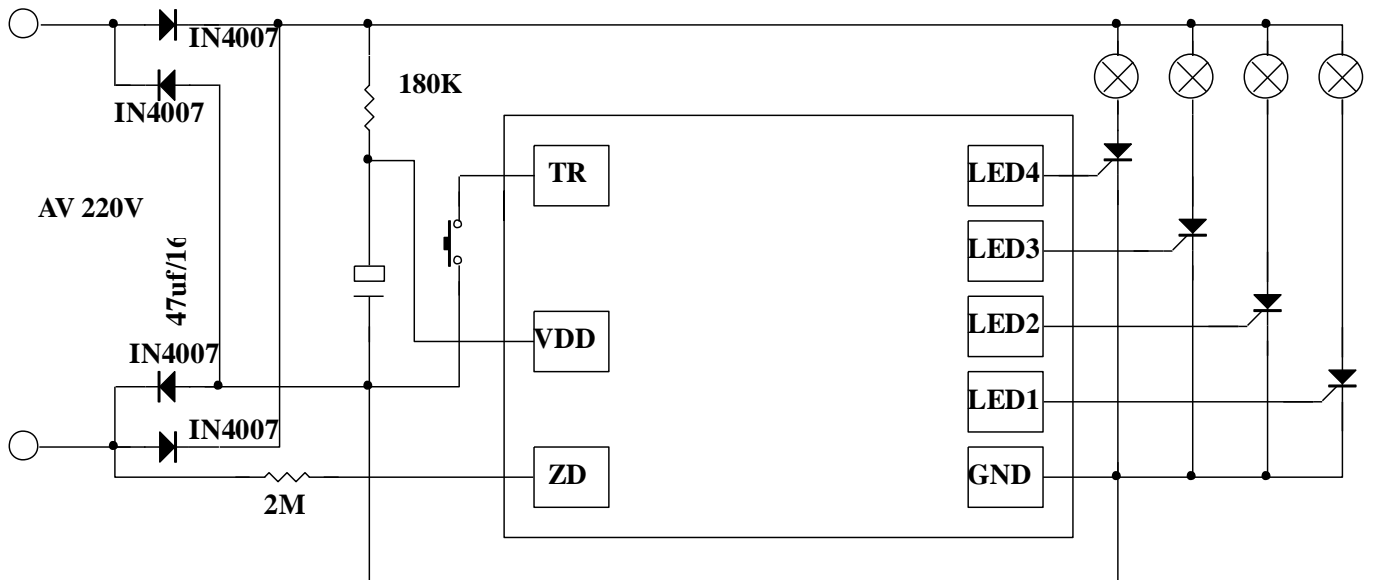 IN4007
180K
IN4007
TR
LED4
AV 220V
LED3
47uf/16
LED2
VDD
IN4007
LED1
IN4007
ZD
GND
2M